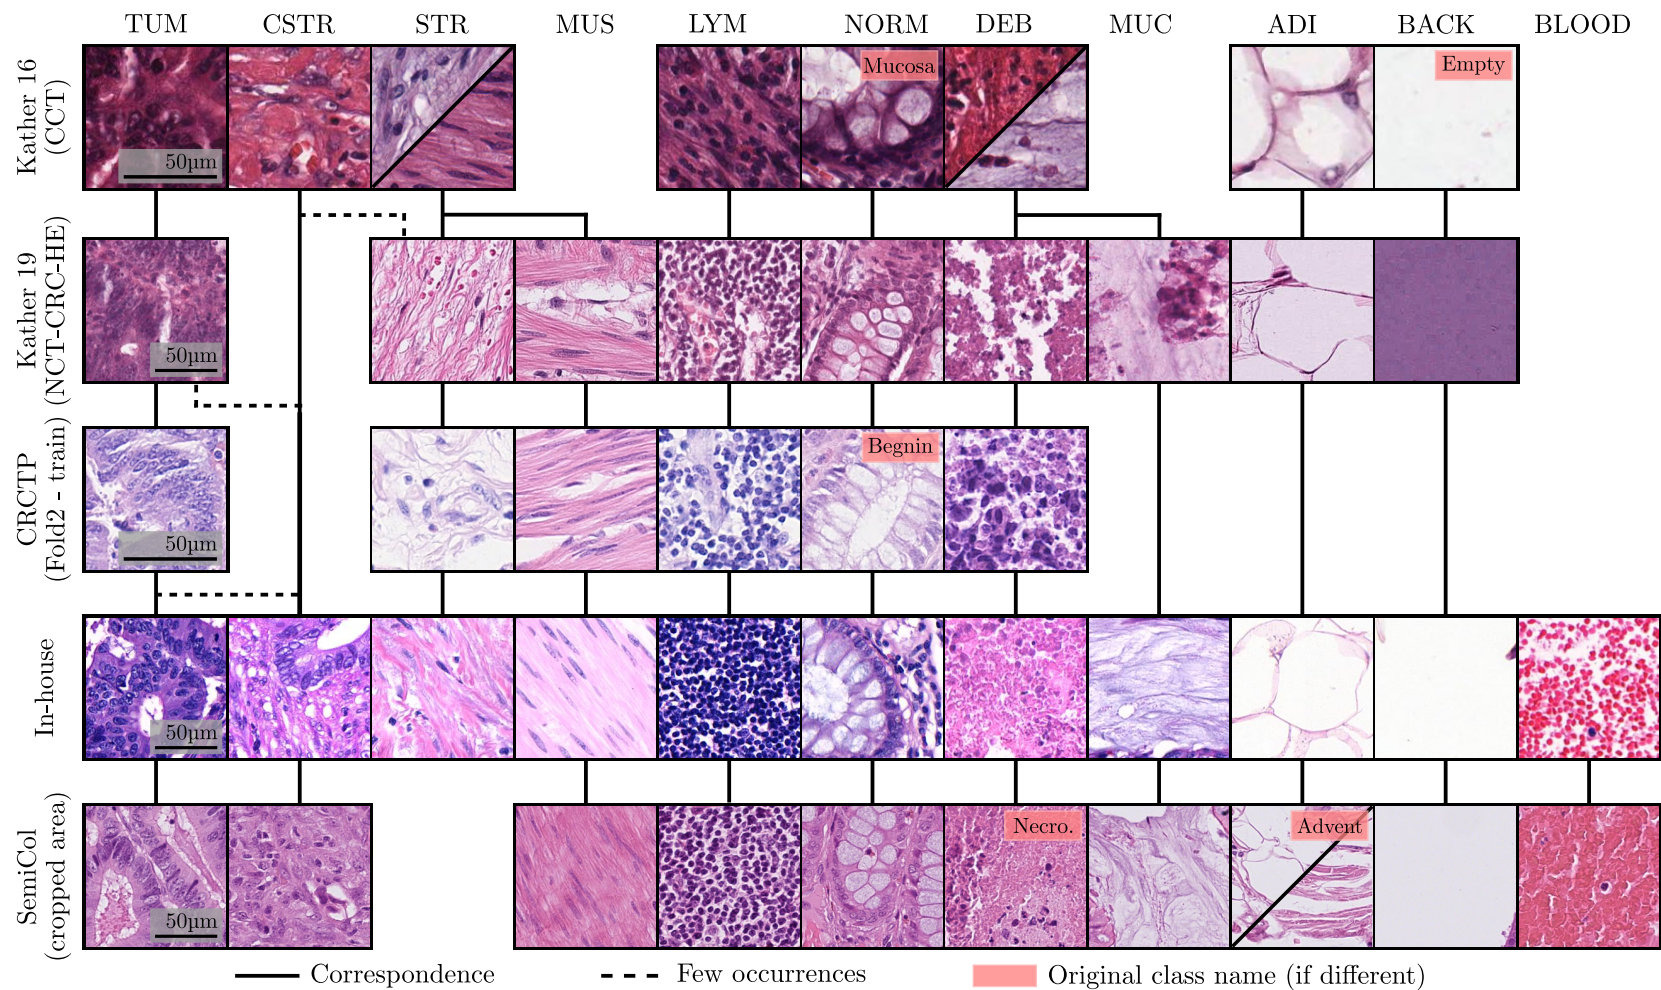 TUM CSTR STR MUS LYM NORM DEB MUC ADI BACK BLOOD
Kather 16
(CCT)
50µm
Mucosa
Empty
Kather 19
(NCT-CRC-HE)
50µm
CRCTP
(Fold2 - train)
50µm
Begnin
In-house
50µm
SemiCol
(cropped area)
50µm
Necro.
Advent
Correspondence
Few occurrences
Original class name (if different)